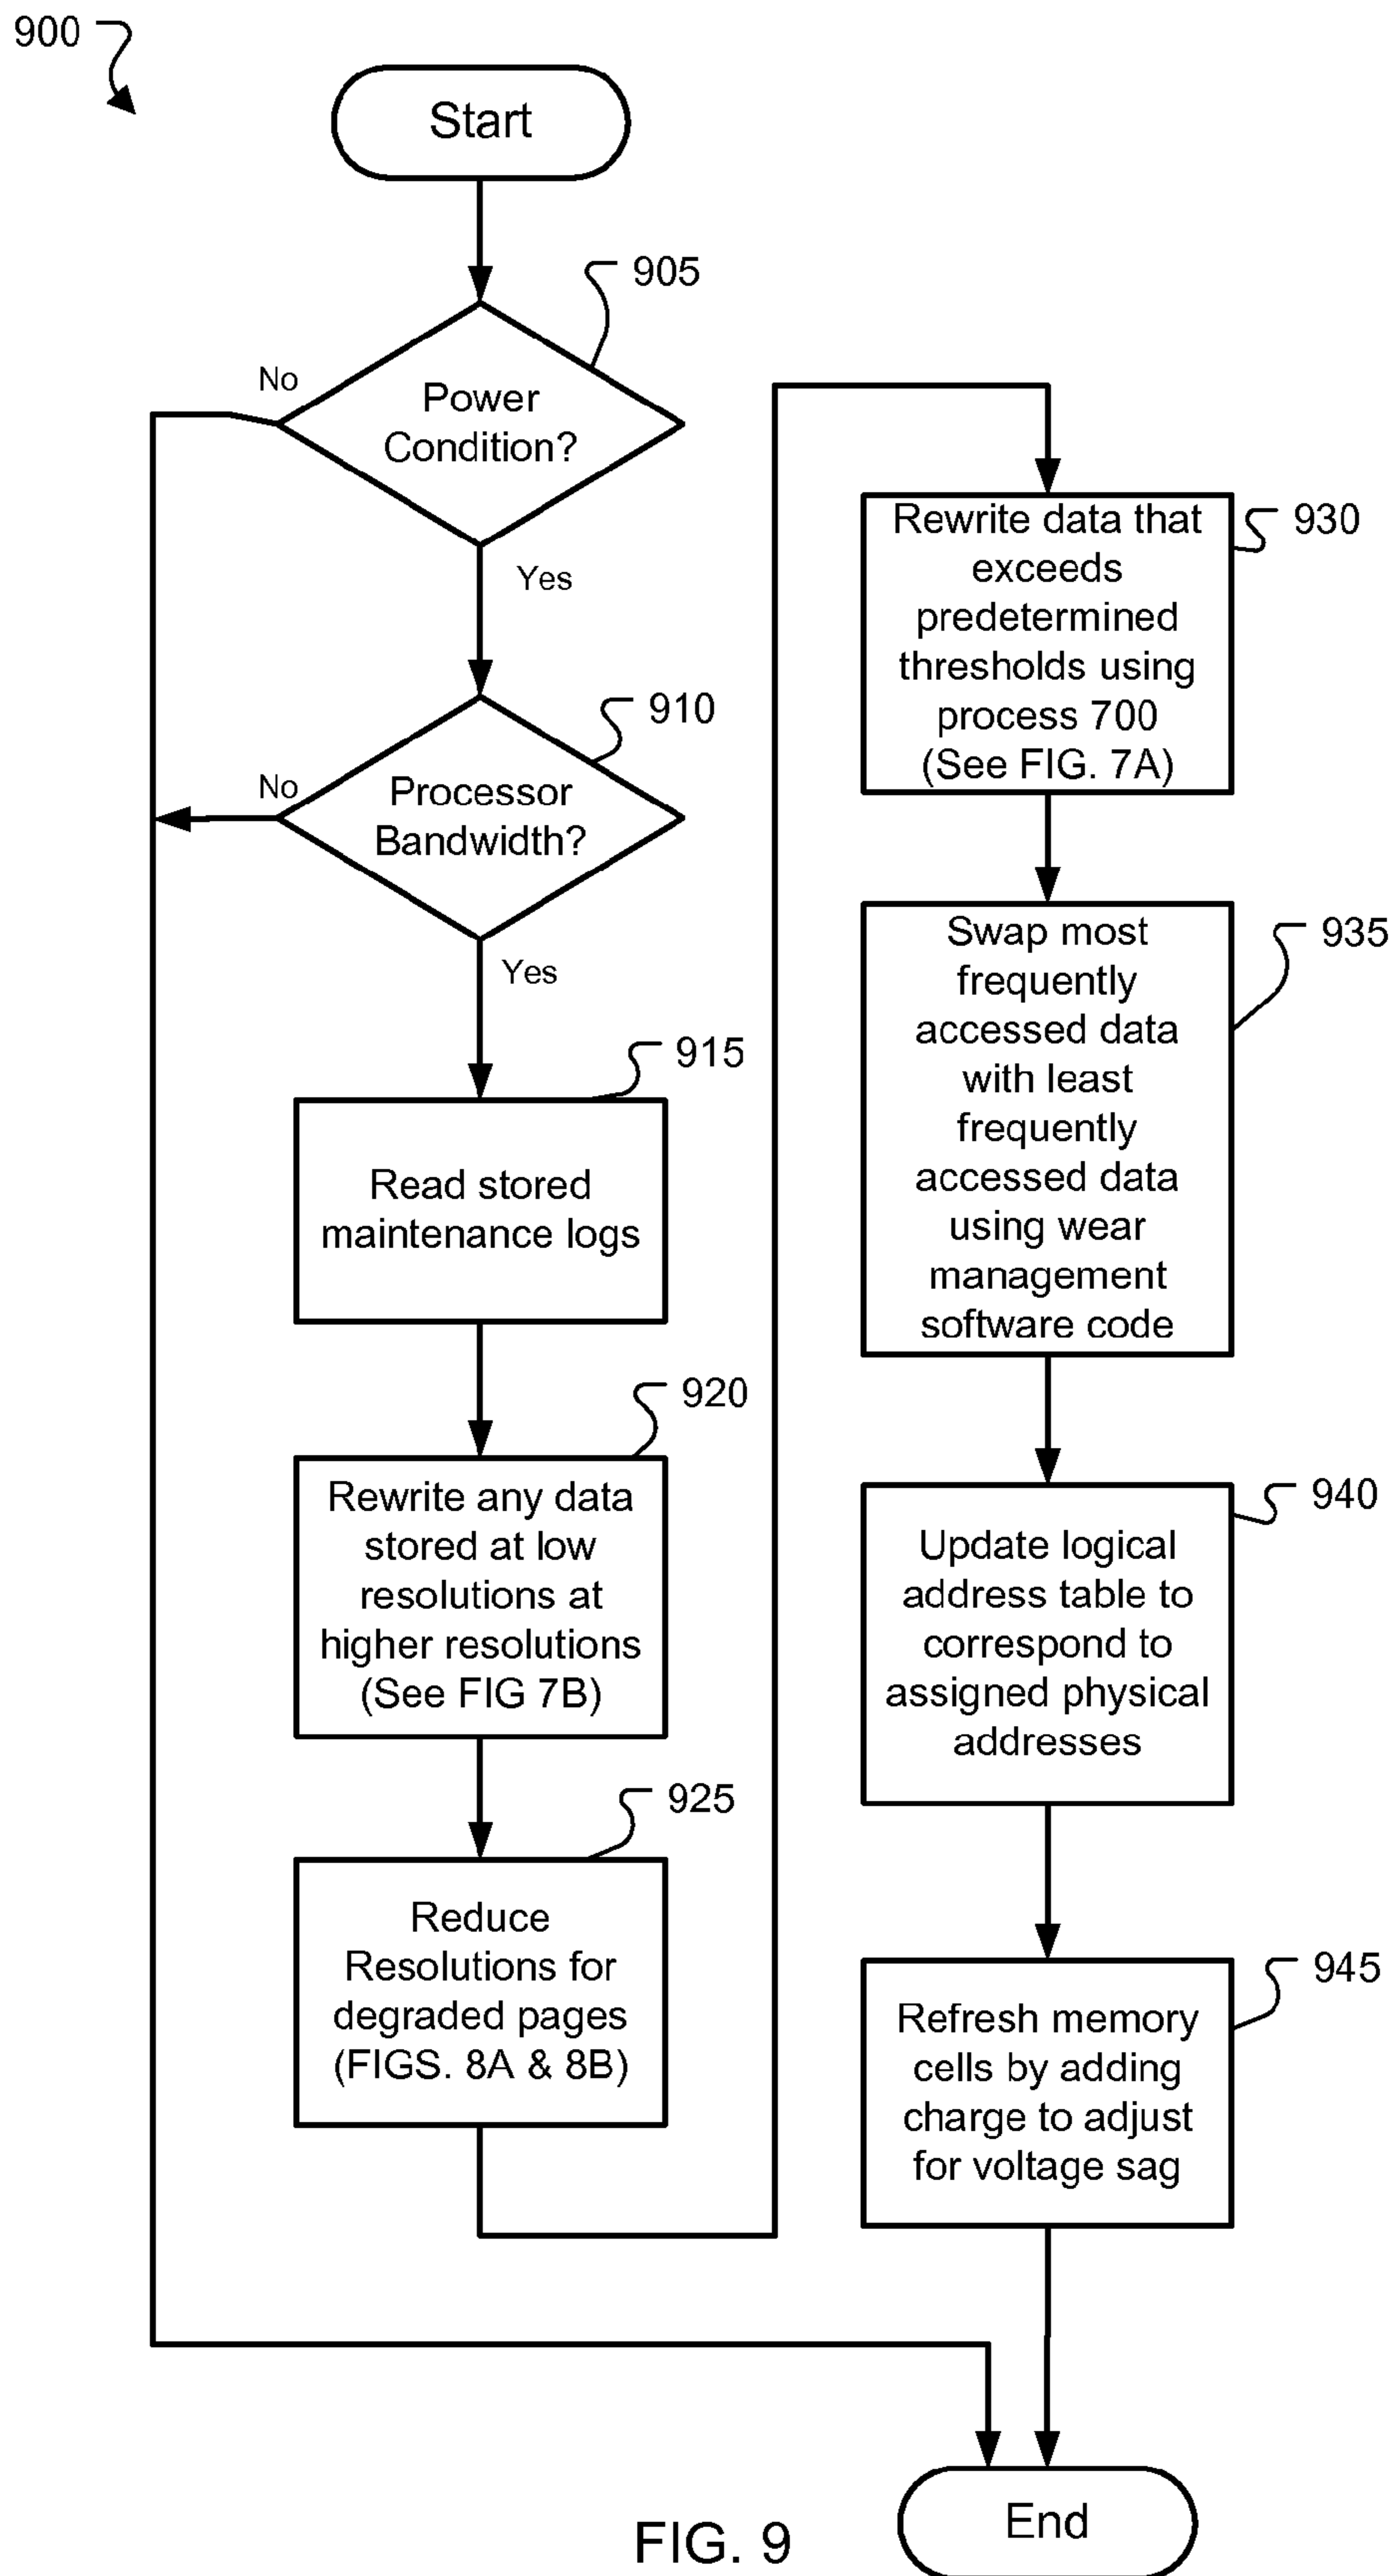 900
Start
905
Power
Condition?
No
Yes
910
Processor
Bandwidth?
No
Yes
915
Read stored
maintenance logs
920
Rewrite any data
stored at low
resolutions at
higher resolutions
(See FIG 7B)
925
Reduce
Resolutions for
degraded pages
(FIGS. 8A & 8B)
930
Rewrite data that
exceeds
predetermined
thresholds using
process 700
(See FIG. 7A)
935
Swap most
frequently
accessed data
with least
frequently
accessed data
using wear
management
software code
940
Update logical
address table to
correspond to
assigned physical
addresses
945
Refresh memory
cells by adding
charge to adjust
for voltage sag
End
FIG. 9